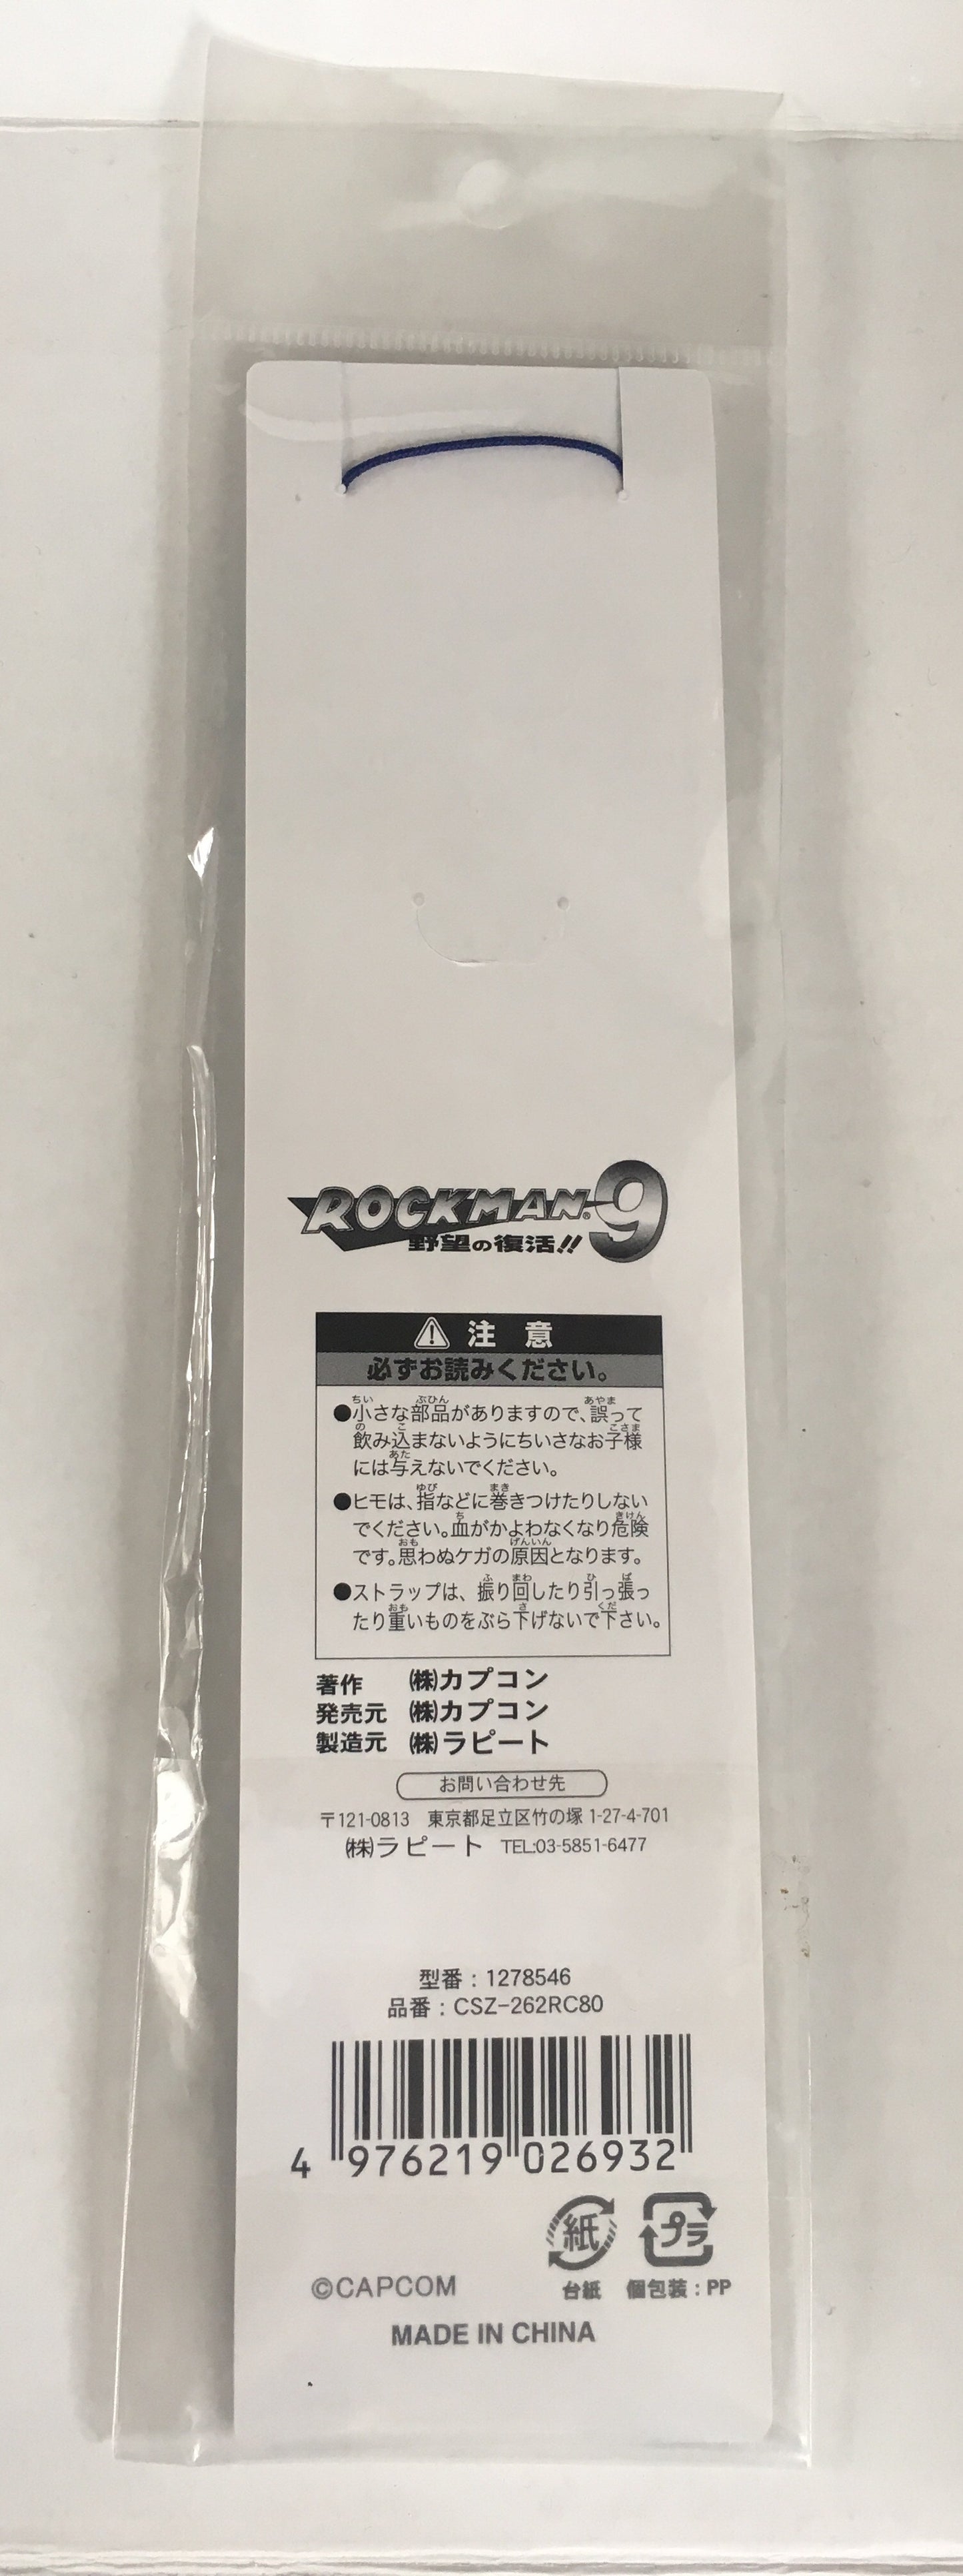 ROCKMAN 9
野望の復活!!
⚠ 注 意
必ずお読みください。
●小さな部品がありますので、誤って
飲み込まないようにちいさなお子様
には与えないでください。
●ヒモは、指などに巻きつけたりしない
でください。血がかよわなくなり危険
です。思わぬケガの原因となります。
●ストラップは、振り回したり引っ張っ
たり重いものをぶら下げないで下さい。
著作 ㈱カプコン
発売元 ㈱カプコン
製造元 ㈱ラピート
お問い合わせ先
〒121-0813 東京都足立区竹の塚 1-27-4-701
㈱ラピート TEL:03-5851-6477
型番：1278546
品番：CSZ-262RC80
4 976219 026932
紙 プラ
台紙 個包装：PP
©CAPCOM
MADE IN CHINA